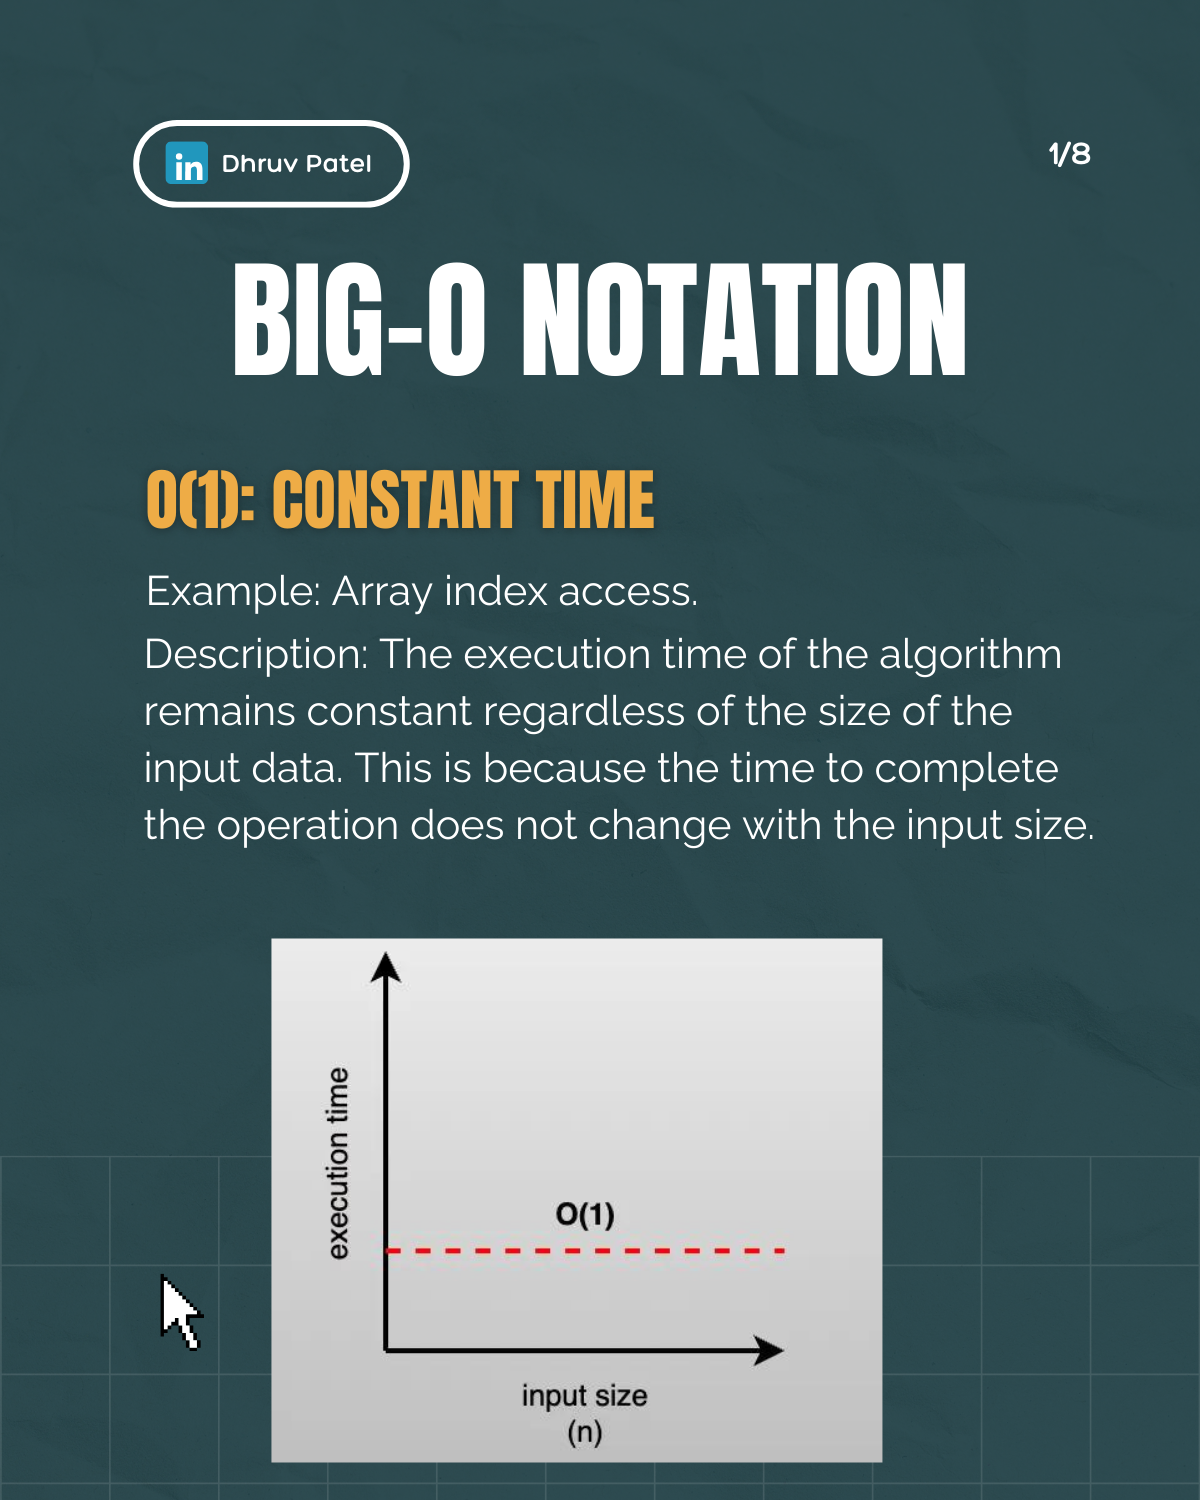 in Dhruv Patel
1/8
BIG-O NOTATION
O(1): CONSTANT TIME
Example: Array index access.
Description: The execution time of the algorithm
remains constant regardless of the size of the
input data. This is because the time to complete
the operation does not change with the input size.
execution time
O(1)
input size
(n)